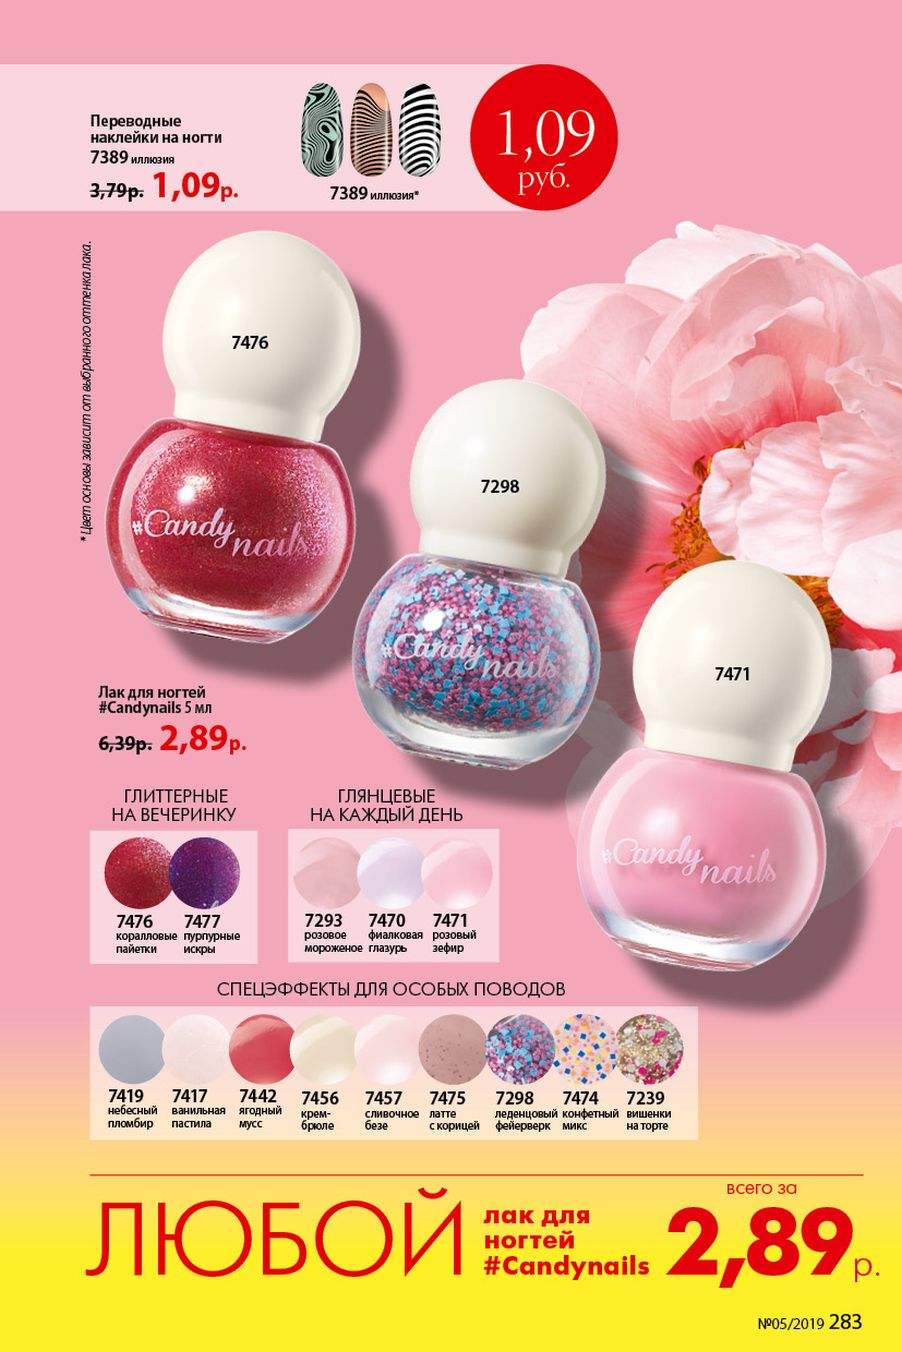 Переводные
наклейки на ногти
7389 иллюзия
3,79р. 1,09р.
7389 иллюзия*
1,09
руб.
* Цвет основы зависит от выбранного оттенка лака.
7476
#Candy
nails
7298
#Candy
nails
7471
#Candy
nails
Лак для ногтей
#Candynails 5 мл
6,39р. 2,89р.
ГЛИТТЕРНЫЕ
НА ВЕЧЕРИНКУ
7476
коралловые
пайетки
7477
пурпурные
искры
ГЛЯНЦЕВЫЕ
НА КАЖДЫЙ ДЕНЬ
7293
розовое
мороженое
7470
фиалковая
глазурь
7471
розовый
зефир
СПЕЦЭФФЕКТЫ ДЛЯ ОСОБЫХ ПОВОДОВ
7419
небесный
пломбир
7417
ванильная
пастила
7442
ягодный
мусс
7456
крем-
брюле
7457
сливочное
безе
7475
латте
с корицей
7298
леденцовый
фейерверк
7474
конфетный
микс
7239
вишенки
на торте
ЛЮБОЙ
лак для
ногтей
#Candynails
всего за
2,89р.
№05/2019 283